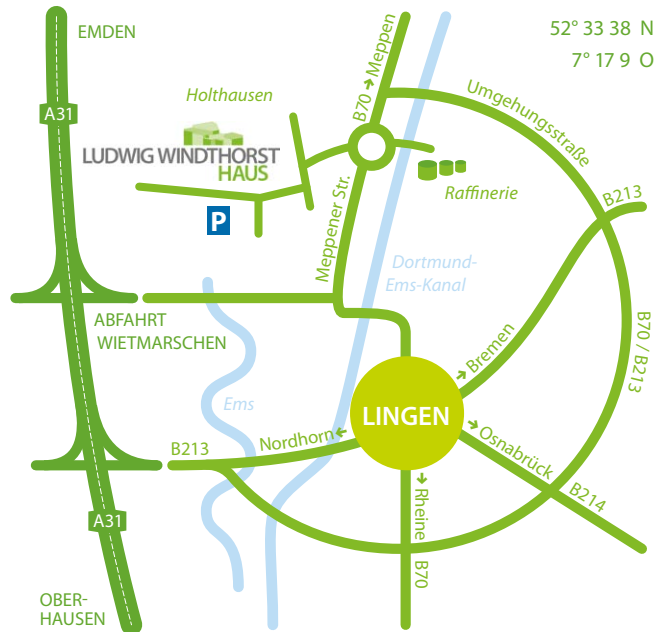 EMDEN
52° 33 38 N
7° 17 9 O
A31
Holthausen
LUDWIG WINDTHORST
HAUS
P
B70 → Meppen
Umgehungsstraße
Raffinerie
B213
Meppener Str.
Dortmund-
Ems-Kanal
ABFAHRT
WIETMARSCHEN
B70 / B213
→ Bremen
Ems
LINGEN
B213
Nordhorn ←
→ Osnabrück
B214
→ Rheine
B70
A31
OBER-
HAUSEN